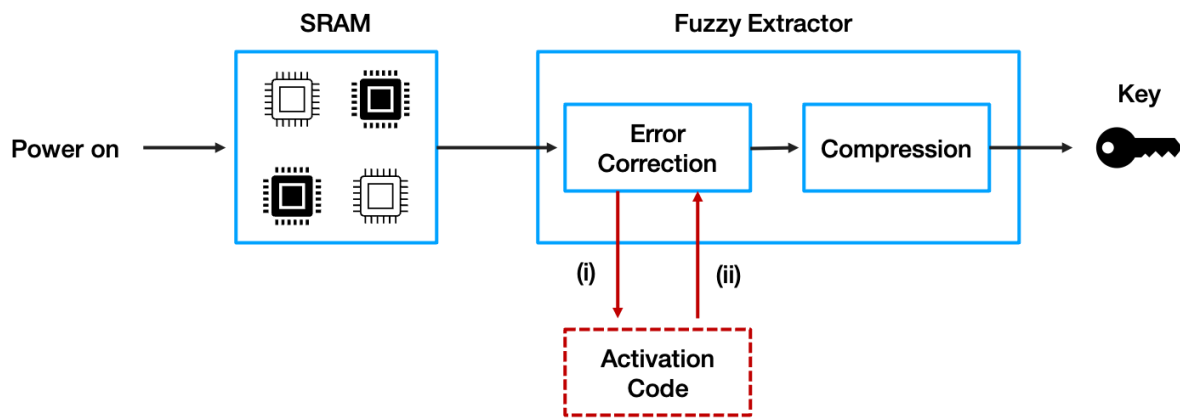 SRAM
Fuzzy Extractor
Power on
Error
Correction
Compression
Key
(i)
(ii)
Activation
Code